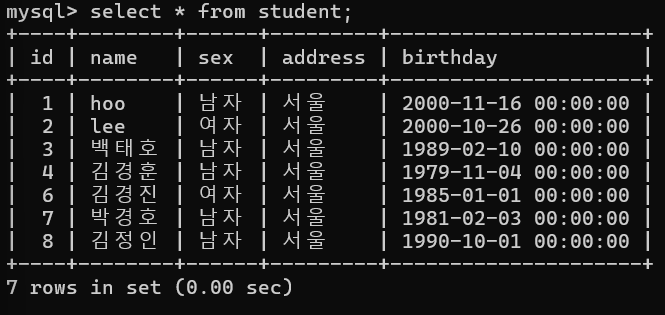 mysql> select * from student;
+----+--------+------+---------+---------------------+
| id | name   | sex  | address | birthday            |
+----+--------+------+---------+---------------------+
|  1 | hoo    | 남자 | 서울    | 2000-11-16 00:00:00 |
|  2 | lee    | 여자 | 서울    | 2000-10-26 00:00:00 |
|  3 | 백태호 | 남자 | 서울    | 1989-02-10 00:00:00 |
|  4 | 김경훈 | 남자 | 서울    | 1979-11-04 00:00:00 |
|  6 | 김경진 | 여자 | 서울    | 1985-01-01 00:00:00 |
|  7 | 박경호 | 남자 | 서울    | 1981-02-03 00:00:00 |
|  8 | 김정인 | 남자 | 서울    | 1990-10-01 00:00:00 |
+----+--------+------+---------+---------------------+
7 rows in set (0.00 sec)